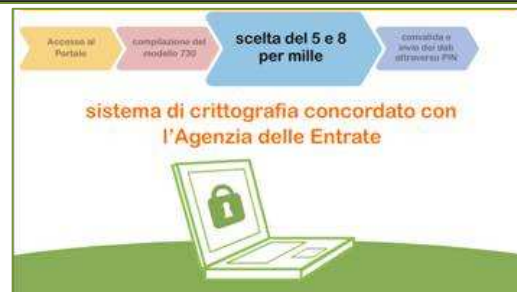 Accesso al
Portale
compilazione del
modello 730
scelta del 5 e 8
per mille
convalida e
invio dei dati
attraverso PIN
sistema di crittografia concordato con
l'Agenzia delle Entrate